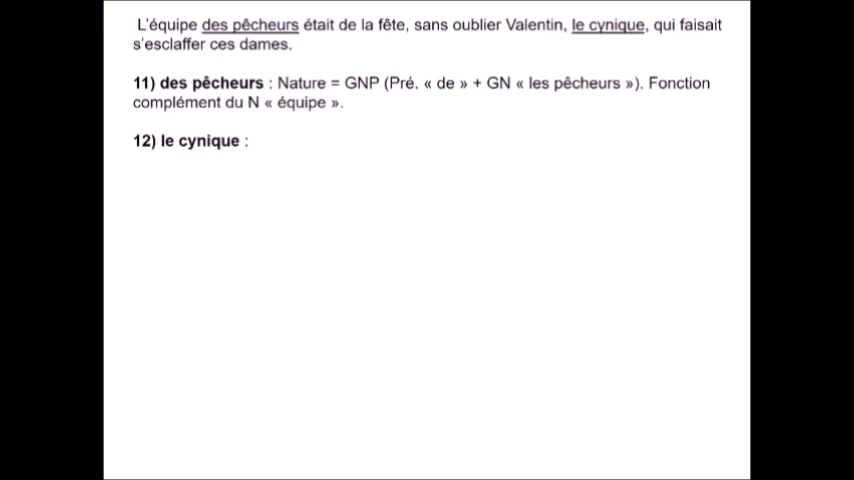 L'équipe des pêcheurs était de la fête, sans oublier Valentin, le cynique, qui faisait
s'esclaffer ces dames.
11) des pêcheurs : Nature = GNP (Pré. « de » + GN « les pêcheurs »). Fonction
complément du N « équipe ».
12) le cynique :